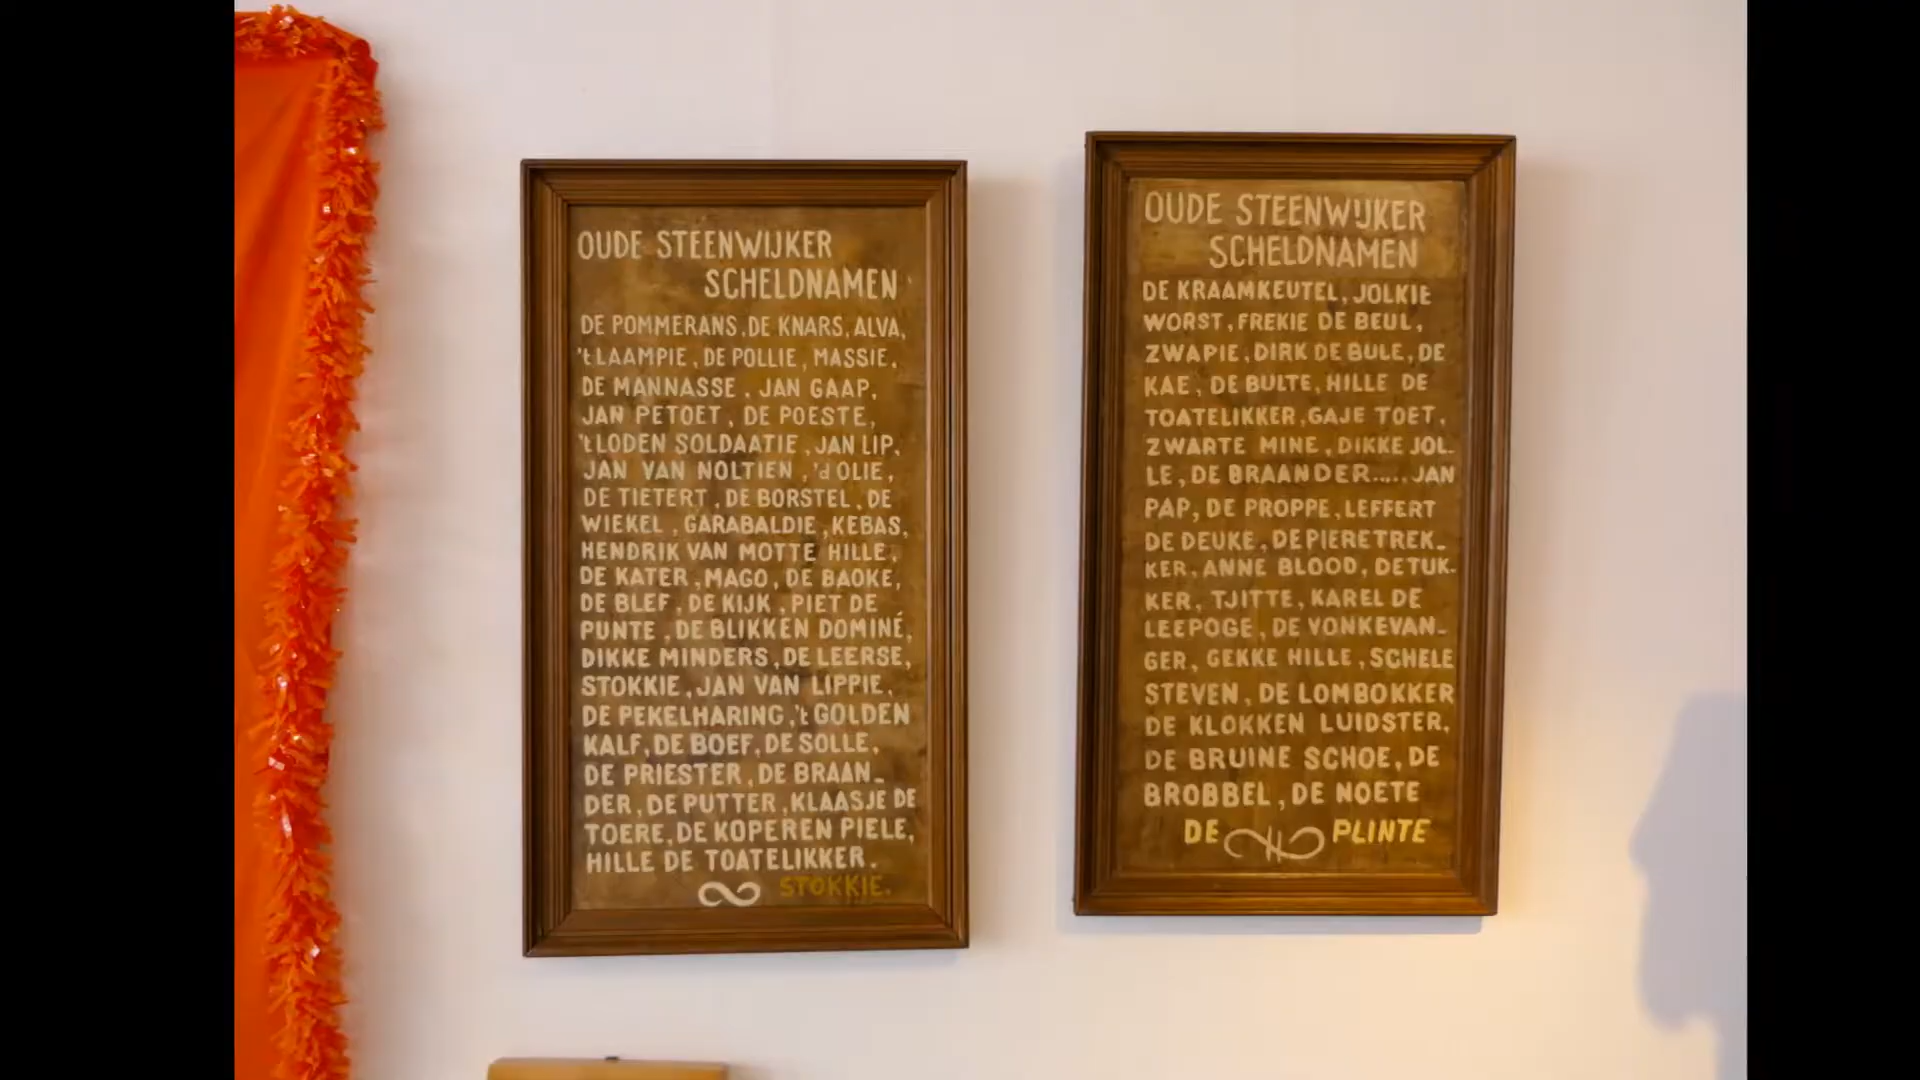 OUDE STEENWIJKER
SCHELDNAMEN
DE POMMERANS, DE KNARS, ALVA,
't LAAMPIE, DE POLLIE, MASSIE,
DE MANNASSE, JAN GAAP,
JAN PETOET, DE POESTE,
't LODEN SOLDAATIE, JAN LIP,
JAN VAN NOLTIEN, 'd OLIE,
DE TIETERT, DE BORSTEL, DE
WIEKEL, GARABALDIE, KEBAS,
HENDRIK VAN MOTTE HILLE,
DE KATER, MAGO, DE BAOKE,
DE BLEF, DE KIJK, PIET DE
PUNTE, DE BLIKKEN DOMINÉ,
DIKKE MINDERS, DE LEERSE,
STOKKIE, JAN VAN LIPPIE,
DE PEKELHARING, 't GOLDEN
KALF, DE BOEF, DE SOLLE,
DE PRIESTER, DE BRAAN-
DER, DE PUTTER, KLAASJE DE
TOERE, DE KOPEREN PIELE,
HILLE DE TOATELIKKER.
STOKKIE.
OUDE STEENWIJKER
SCHELDNAMEN
DE KRAAMKEUTEL, JOLKIE
WORST, FREKIE DE BEUL,
ZWAPIE, DIRK DE BULE, DE
KAE, DE BULTE, HILLE DE
TOATELIKKER, GAJE TOET,
ZWARTE MINE, DIKKE JOL-
LE, DE BRAANDER..... JAN
PAP, DE PROPPE, LEFFERT
DE DEUKE, DE PIERETREK-
KER, ANNE BLOOD, DE TUK-
KER, TJITTE, KAREL DE
LEEPOGE, DE VONKEVAN-
GER, GEKKE HILLE, SCHELE
STEVEN, DE LOMBOKKER
DE KLOKKEN LUIDSTER,
DE BRUINE SCHOE, DE
BROBBEL, DE NOETE
DE PLINTE